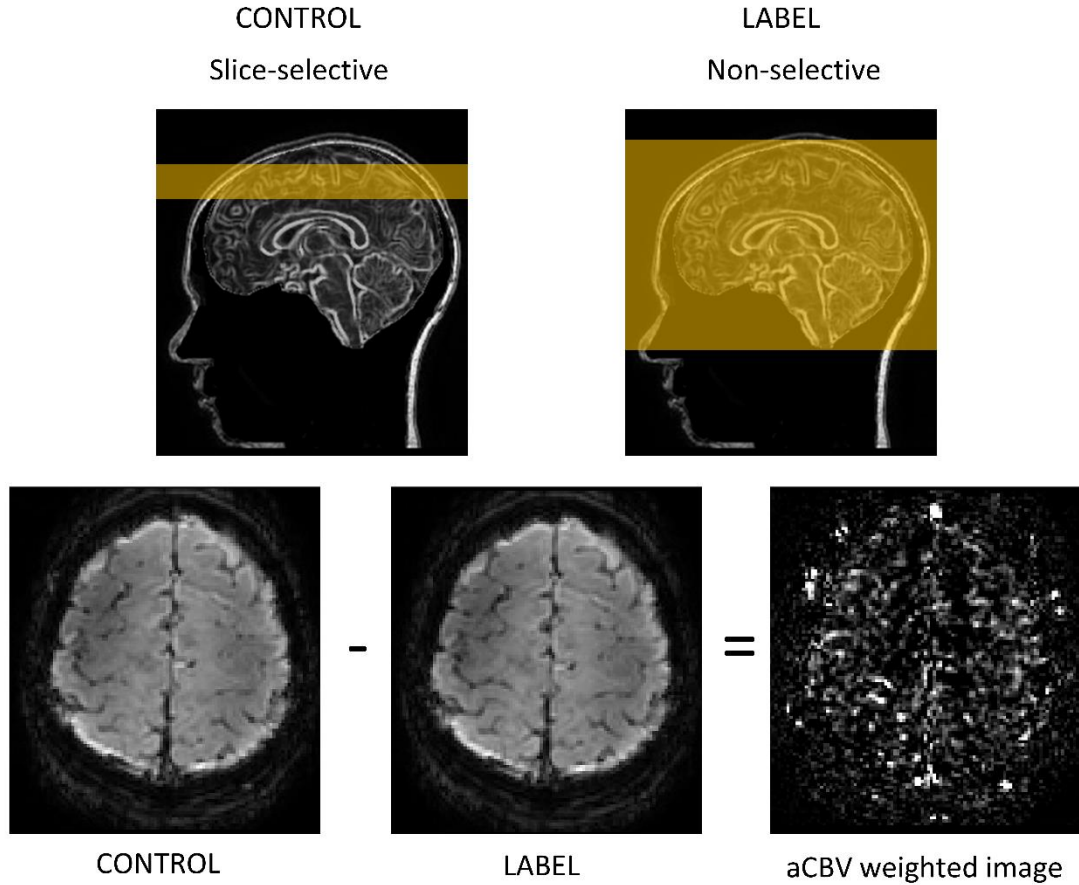 CONTROL
LABEL
Slice-selective
Non-selective
-
=
CONTROL
LABEL
aCBV weighted image